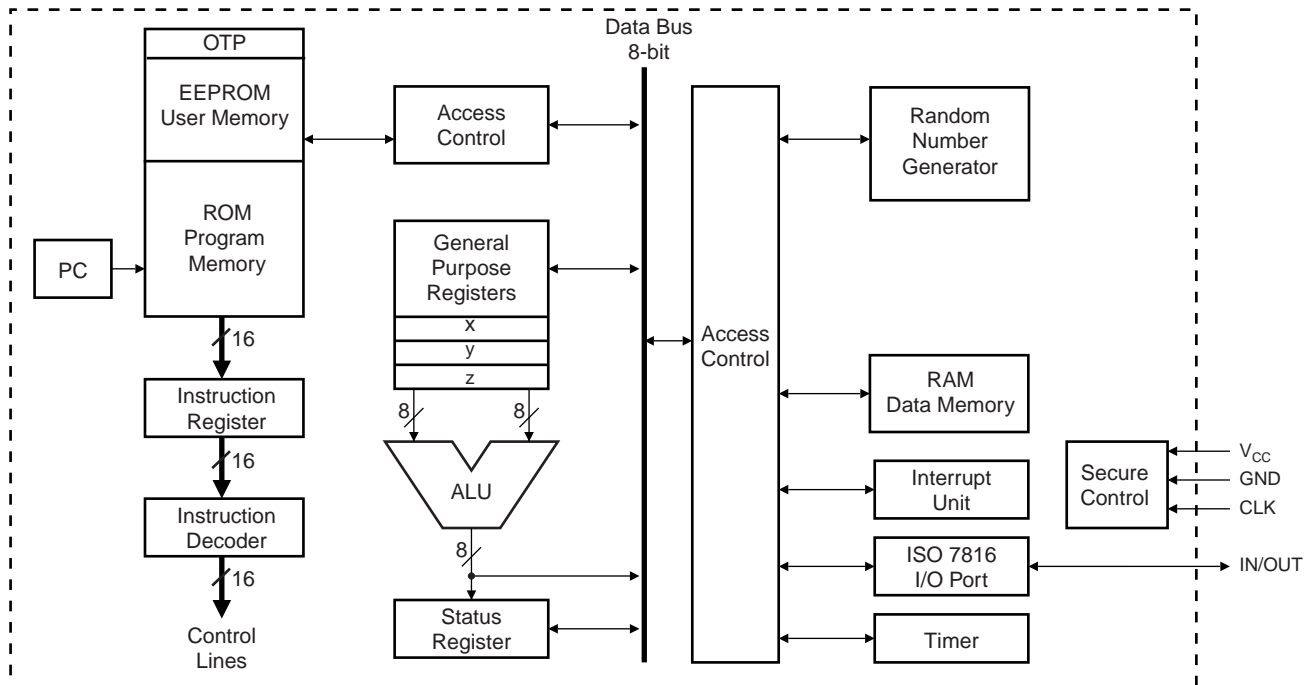 Data Bus
8-bit
OTP
EEPROM
User Memory
ROM
Program
Memory
PC
16
Instruction
Register
16
Instruction
Decoder
16
Control
Lines
Access
Control
General
Purpose
Registers
x
y
z
8
8
ALU
8
Status
Register
Access
Control
Random
Number
Generator
RAM
Data Memory
Interrupt
Unit
ISO 7816
I/O Port
Timer
Secure
Control
VCC
GND
CLK
IN/OUT